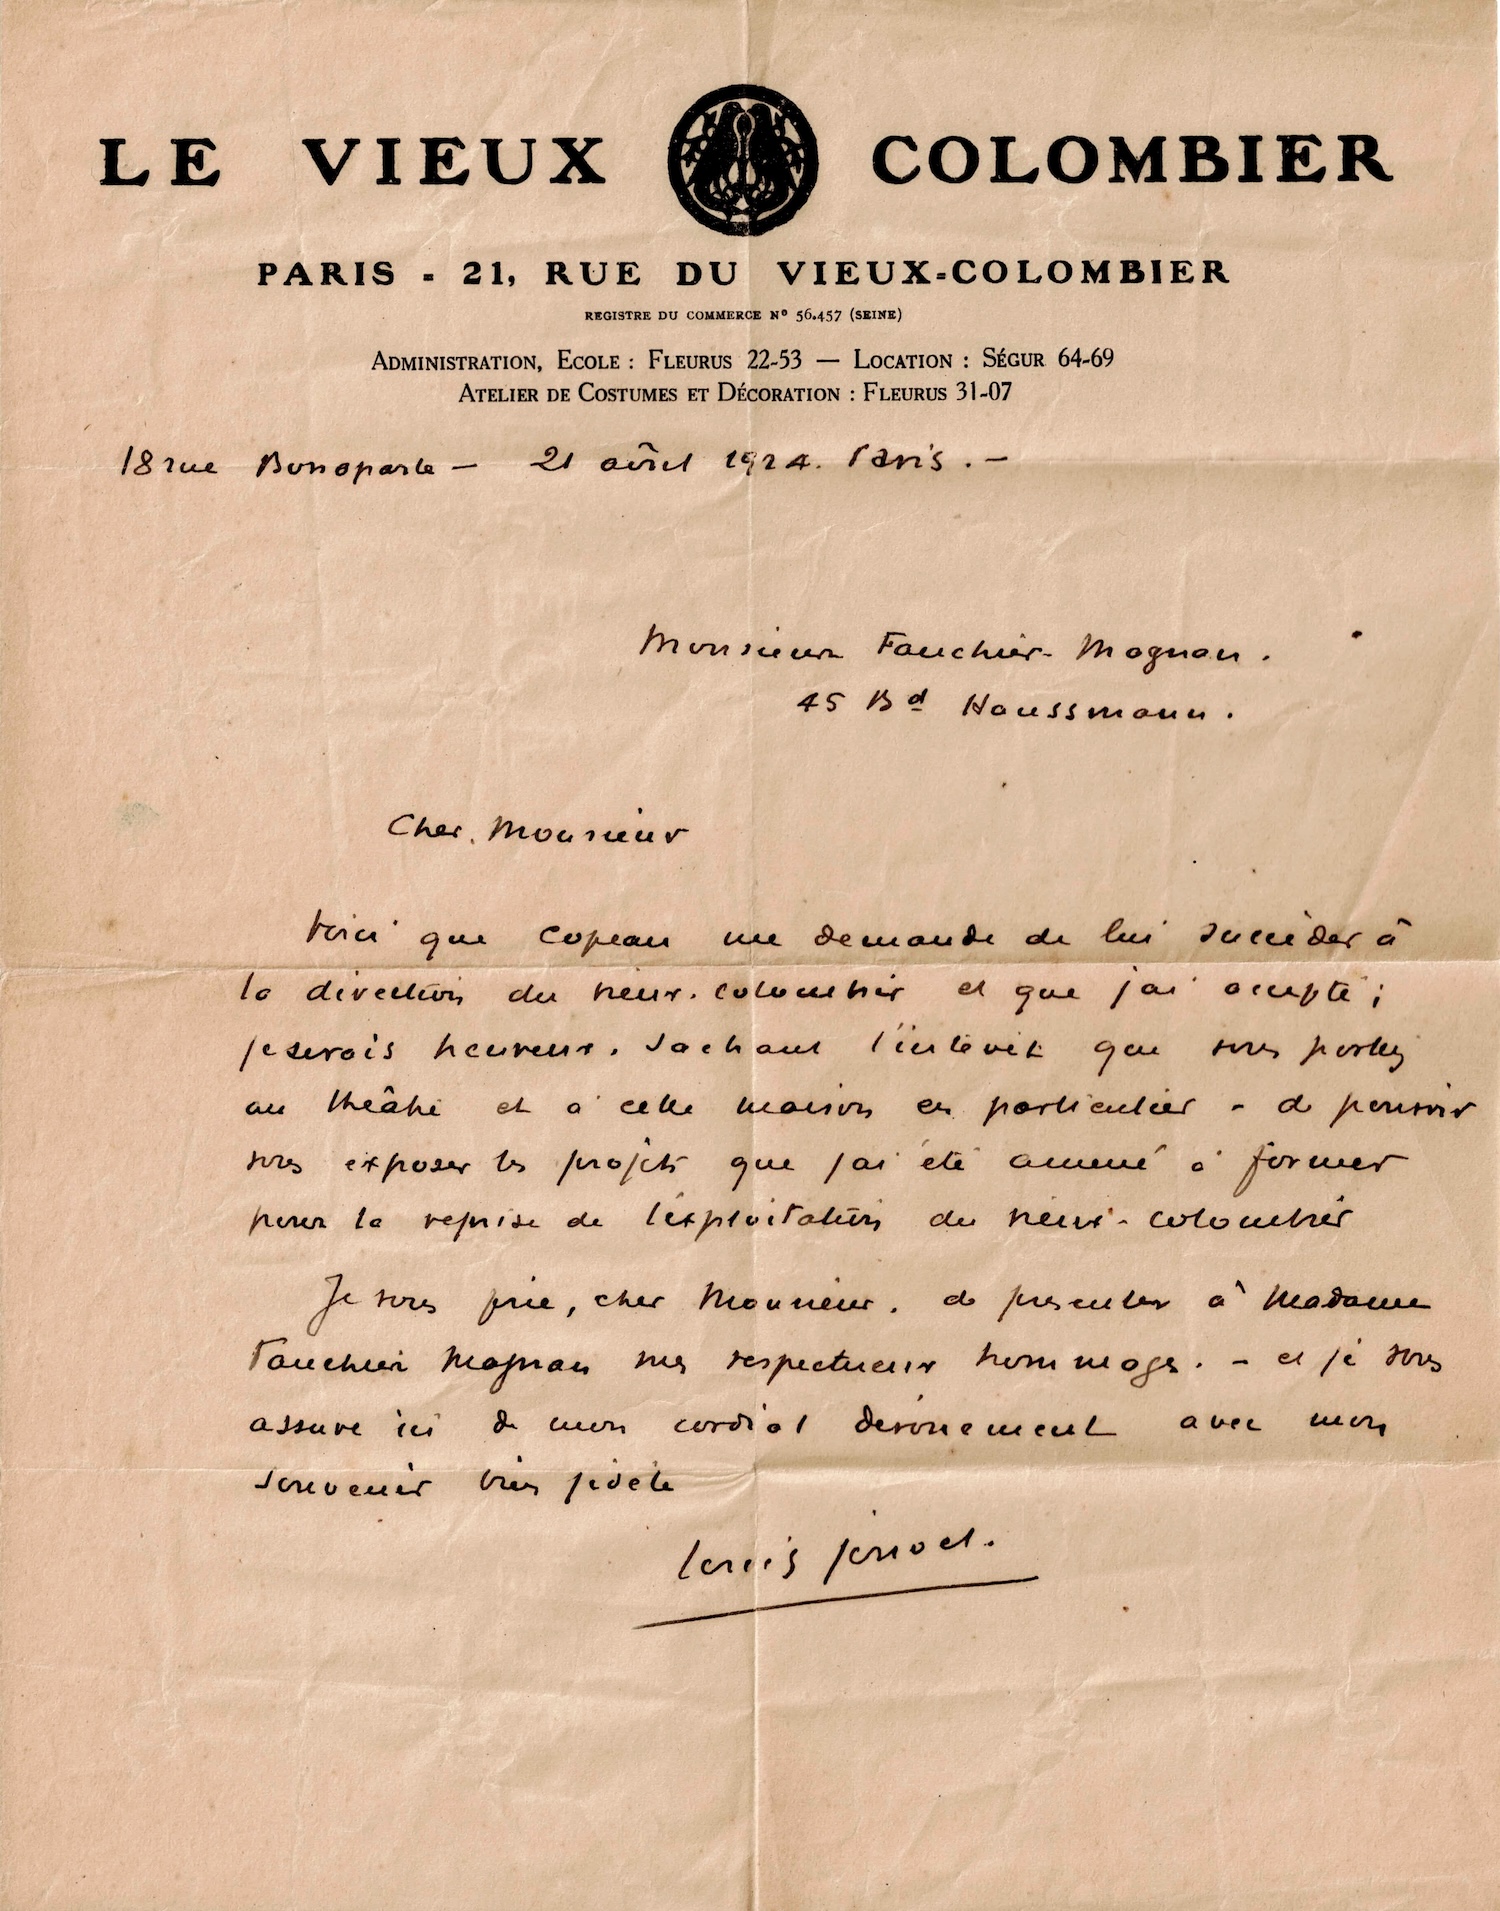 LE VIEUX COLOMBIER
PARIS - 21, RUE DU VIEUX-COLOMBIER
REGISTRE DU COMMERCE Nº 56.457 (SEINE)
ADMINISTRATION, ECOLE : FLEURUS 22-53 — LOCATION : SÉGUR 64-69
ATELIER DE COSTUMES ET DÉCORATION : FLEURUS 31-07
18 rue Bonaparte — 21 avril 1924. Paris . —
Monsieur Fauchier-Magnan .
45 Bd Haussmann .
Cher Monsieur
Voici que Copeau me demande de lui succéder à
la direction du Vieux-Colombier et que j'ai accepté ;
je serais heureux, sachant l'intérêt que vous portez
au théâtre et à cette maison en particulier - de pouvoir
vous exposer les projets que j'ai été amené à former
pour la reprise de l'exploitation du Vieux-Colombier
Je vous prie, cher Monsieur, de présenter à Madame
Fauchier Magnan mes respectueux hommages. - et je vous
assure ici de mon cordial dévouement avec mon
souvenir très fidèle
Louis Jouvet.